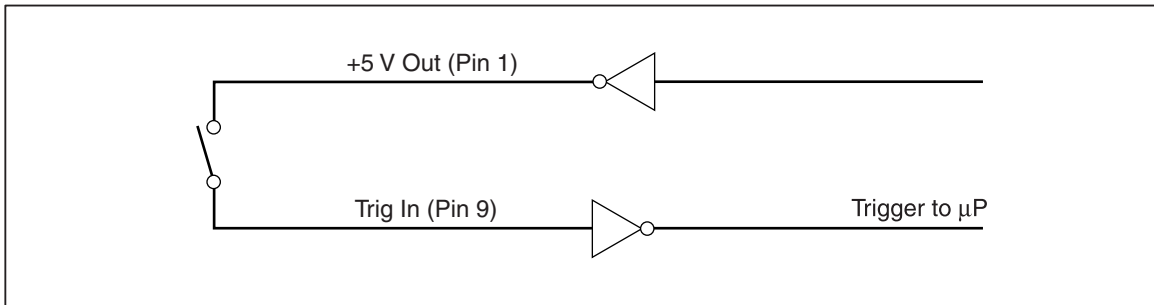 +5 V Out (Pin 1)
Trig In (Pin 9)
Trigger to μP